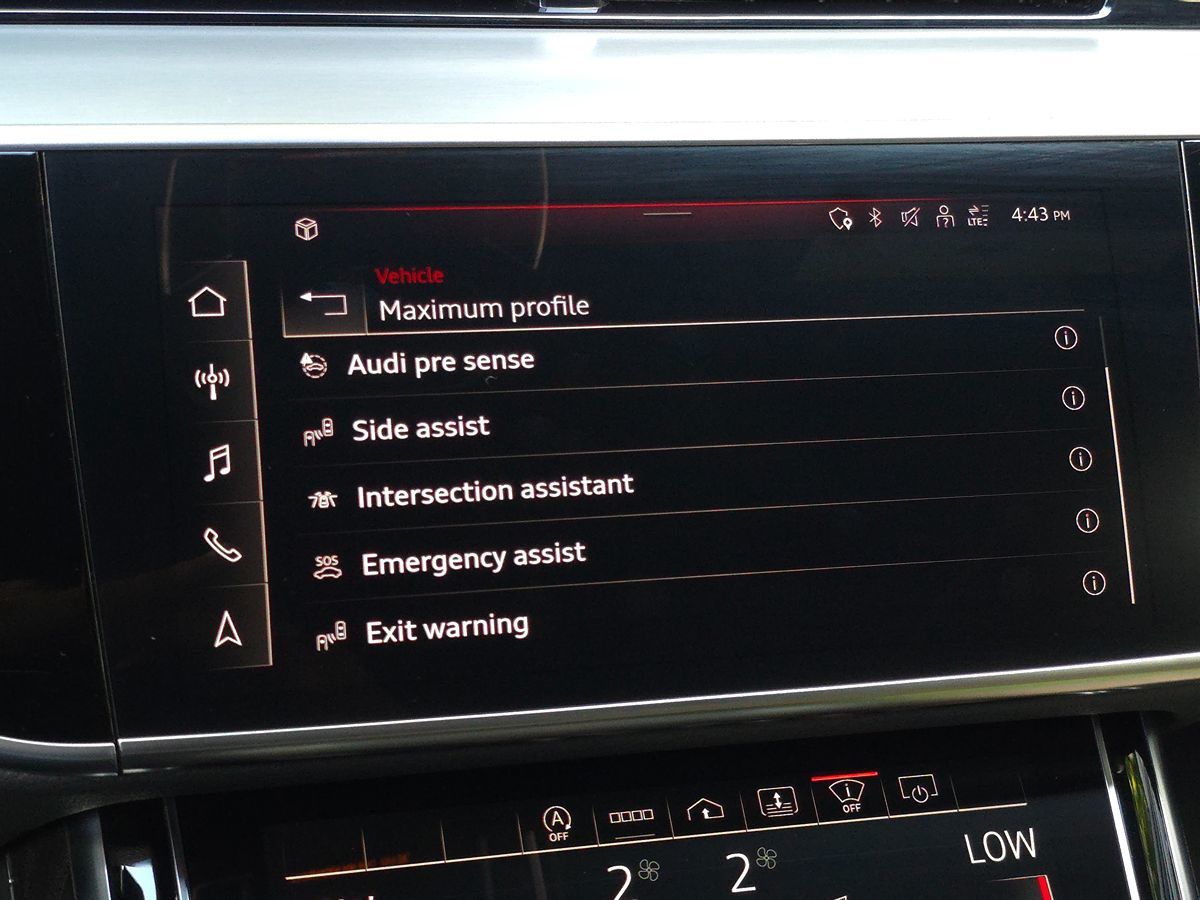 LTE
4:43 PM
Vehicle
Maximum profile
Audi pre sense
Side assist
Intersection assistant
SOS
Emergency assist
Exit warning
A
OFF
OFF
2
2
LOW